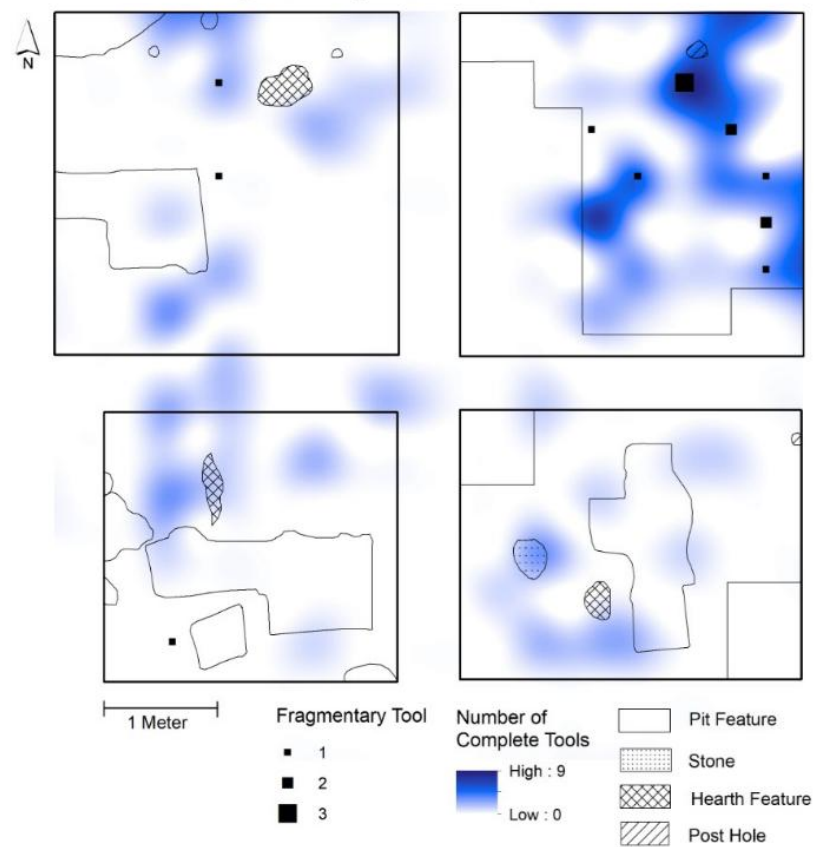 N
1 Meter
Fragmentary Tool
1
2
3
Number of
Complete Tools
High : 9
Low : 0
Pit Feature
Stone
Hearth Feature
Post Hole